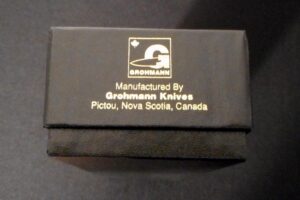 G
GROHMANN
Manufactured By
Grohmann Knives
Pictou, Nova Scotia, Canada